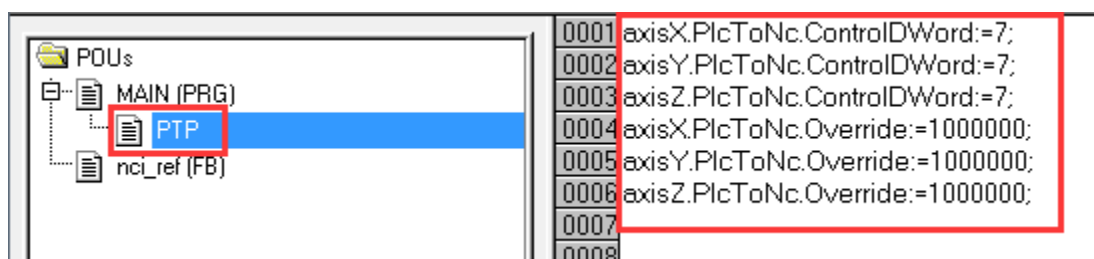 POUs
MAIN (PRG)
PTP
nci_ref (FB)
0001 axisX.PlcToNc.ControlDWord:=7;
0002 axisY.PlcToNc.ControlDWord:=7;
0003 axisZ.PlcToNc.ControlDWord:=7;
0004 axisX.PlcToNc.Override:=1000000;
0005 axisY.PlcToNc.Override:=1000000;
0006 axisZ.PlcToNc.Override:=1000000;
0007
0008